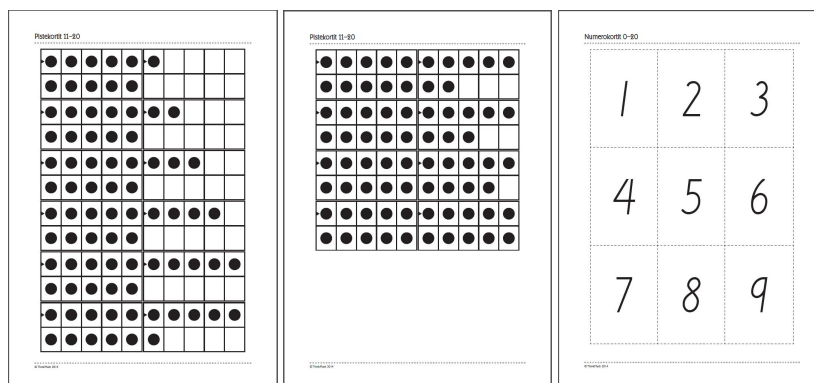 Pistekortit 11-20
Pistekortit 11-20
Numerokortit 0-20
1 2 3
4 5 6
7 8 9